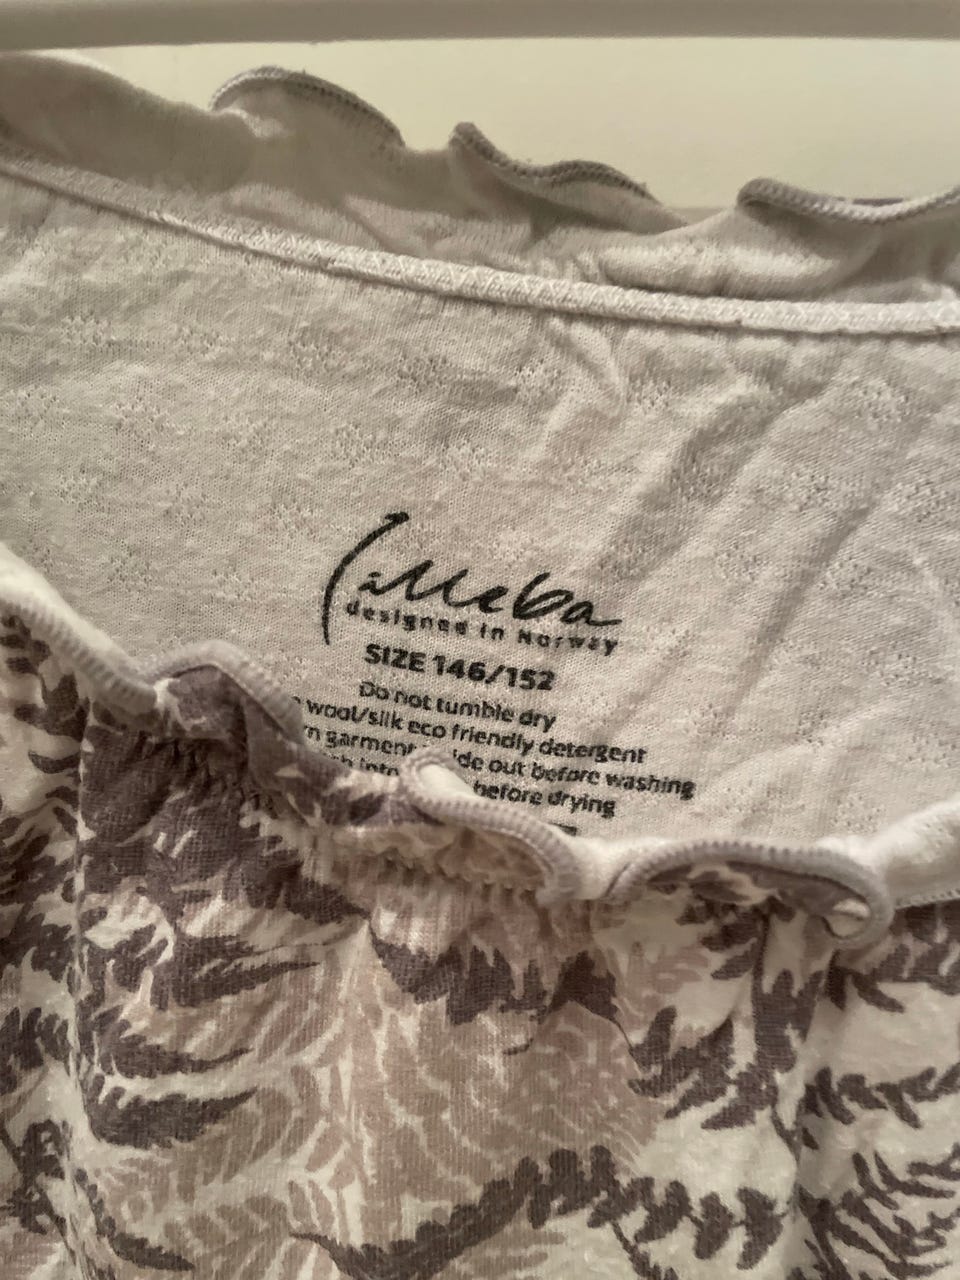 Lalleba
designed in Norway
SIZE 146/152
Do not tumble dry
wool/silk eco friendly detergent
garment out before washing
before drying